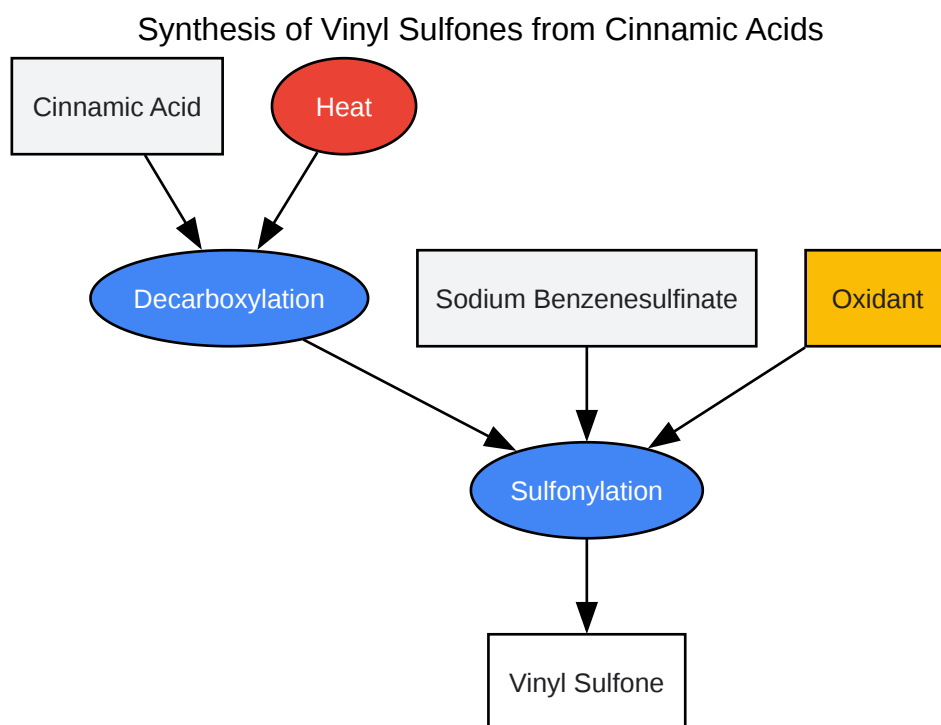 Synthesis of Vinyl Sulfones from Cinnamic Acids
Cinnamic Acid
Heat
Decarboxylation
Sodium Benzenesulfinate
Oxidant
Sulfonylation
Vinyl Sulfone